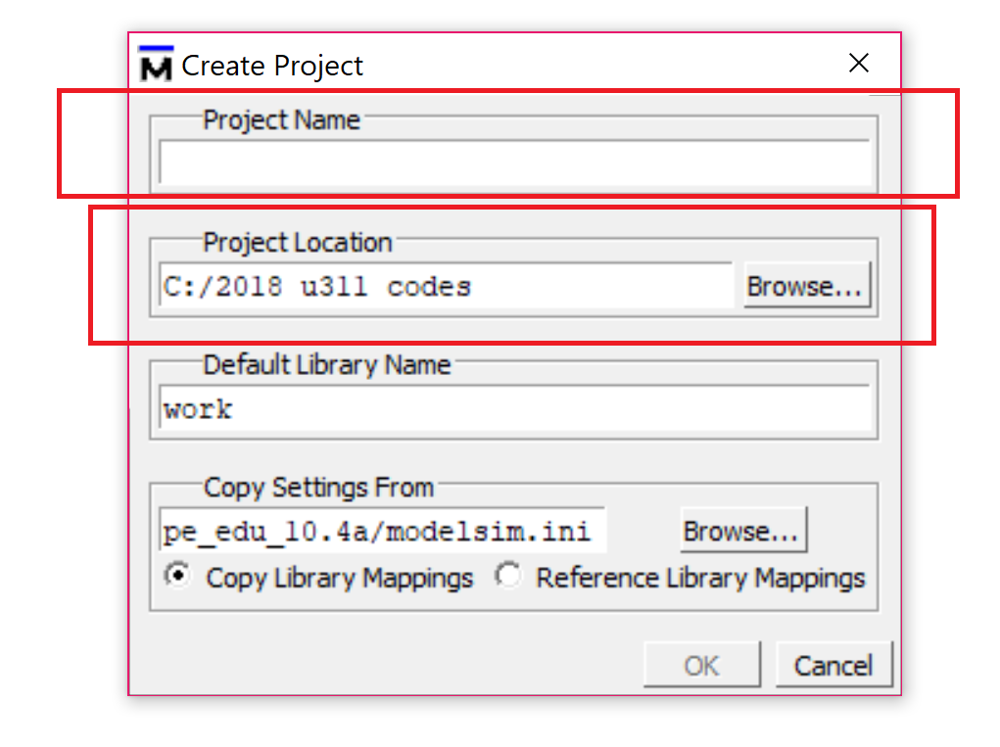 M Create Project
Project Name
Project Location
C:/2018 u311 codes
Browse...
Default Library Name
work
Copy Settings From
pe_edu_10.4a/modelsim.ini
Browse...
Copy Library Mappings Reference Library Mappings
OK Cancel